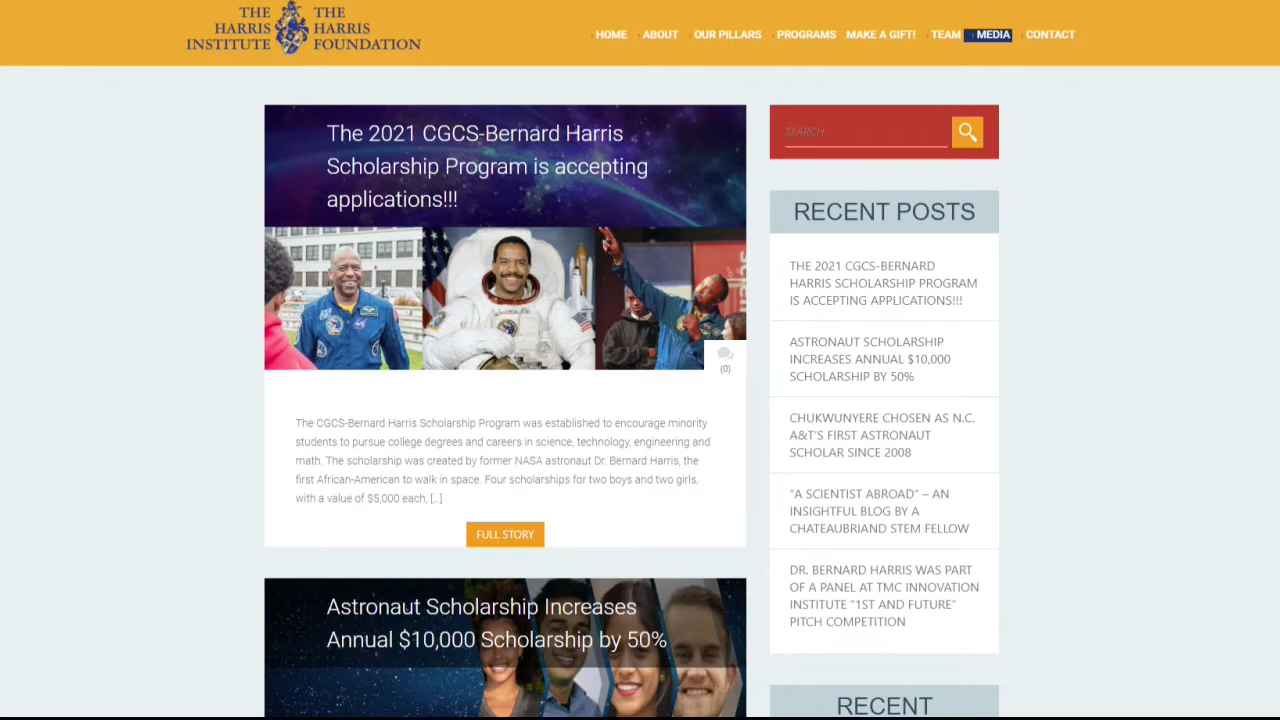 THE HARRIS INSTITUTE
THE HARRIS FOUNDATION
HOME
ABOUT
OUR PILLARS
PROGRAMS
MAKE A GIFT!
TEAM
MEDIA
CONTACT
The 2021 CGCS-Bernard Harris
Scholarship Program is accepting
applications!!!
(0)
The CGCS-Bernard Harris Scholarship Program was established to encourage minority
students to pursue college degrees and careers in science, technology, engineering and
math. The scholarship was created by former NASA astronaut Dr. Bernard Harris, the
first African-American to walk in space. Four scholarships for two boys and two girls,
with a value of $5,000 each, [...]
FULL STORY
Astronaut Scholarship Increases
Annual $10,000 Scholarship by 50%
SEARCH
RECENT POSTS
THE 2021 CGCS-BERNARD
HARRIS SCHOLARSHIP PROGRAM
IS ACCEPTING APPLICATIONS!!!
ASTRONAUT SCHOLARSHIP
INCREASES ANNUAL $10,000
SCHOLARSHIP BY 50%
CHUKWUNYERE CHOSEN AS N.C.
A&T'S FIRST ASTRONAUT
SCHOLAR SINCE 2008
"A SCIENTIST ABROAD" – AN
INSIGHTFUL BLOG BY A
CHATEAUBRIAND STEM FELLOW
DR. BERNARD HARRIS WAS PART
OF A PANEL AT TMC INNOVATION
INSTITUTE "1ST AND FUTURE"
PITCH COMPETITION
RECENT